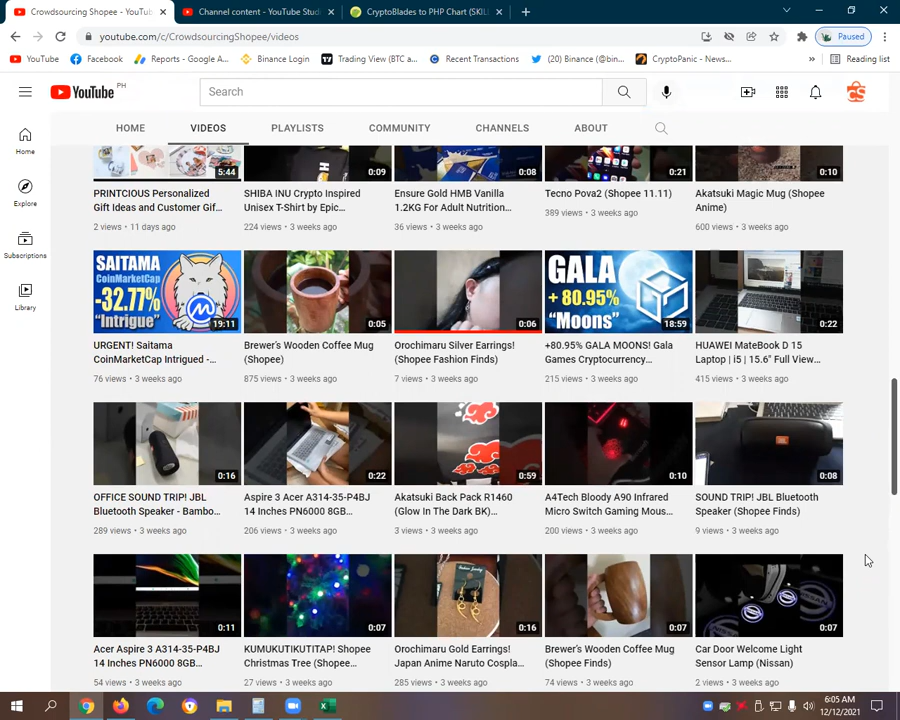 Crowdsourcing Shopee - YouTub
Channel content - YouTube Studi
CryptoBlades to PHP Chart (SKIL
youtube.com/c/CrowdsourcingShopee/videos
Paused
YouTube
Facebook
Reports - Google A...
Binance Login
Trading View (BTC a...
Recent Transactions
(20) Binance (@bin...
CryptoPanic - News...
»
Reading list
YouTube PH
Search
Home
Explore
Subscriptions
Library
HOME VIDEOS PLAYLISTS COMMUNITY CHANNELS ABOUT
5:44
0:09
0:08
0:21
0:10
PRINTCIOUS Personalized
Gift Ideas and Customer Gif...
2 views • 11 days ago
SHIBA INU Crypto Inspired
Unisex T-Shirt by Epic...
224 views • 3 weeks ago
Ensure Gold HMB Vanilla
1.2KG For Adult Nutrition...
36 views • 3 weeks ago
Tecno Pova2 (Shopee 11.11)
389 views • 3 weeks ago
Akatsuki Magic Mug (Shopee
Anime)
600 views • 3 weeks ago
SAITAMA
CoinMarketCap
-32.77%
"Intrigue"
19:11
0:05
0:06
GALA
+ 80.95%
"Moons"
18:59
0:22
URGENT! Saitama
CoinMarketCap Intrigued -...
76 views • 3 weeks ago
Brewer's Wooden Coffee Mug
(Shopee)
875 views • 3 weeks ago
Orochimaru Silver Earrings!
(Shopee Fashion Finds)
7 views • 3 weeks ago
+80.95% GALA MOONS! Gala
Games Cryptocurrency...
215 views • 3 weeks ago
HUAWEI MateBook D 15
Laptop | i5 | 15.6" Full View...
415 views • 3 weeks ago
0:16
0:22
0:59
0:10
0:08
OFFICE SOUND TRIP! JBL
Bluetooth Speaker - Bambo...
289 views • 3 weeks ago
Aspire 3 Acer A314-35-P4BJ
14 Inches PN6000 8GB...
206 views • 3 weeks ago
Akatsuki Back Pack R1460
(Glow In The Dark BK)...
13 views • 3 weeks ago
A4Tech Bloody A90 Infrared
Micro Switch Gaming Mous...
200 views • 3 weeks ago
SOUND TRIP! JBL Bluetooth
Speaker (Shopee Finds)
9 views • 3 weeks ago
0:11
0:07
0:16
0:07
0:07
Acer Aspire 3 A314-35-P4BJ
14 Inches PN6000 8GB...
54 views • 3 weeks ago
KUMUKUTIKUTITAP! Shopee
Christmas Tree (Shopee...
27 views • 3 weeks ago
Orochimaru Gold Earrings!
Japan Anime Naruto Cospla...
285 views • 3 weeks ago
Brewer's Wooden Coffee Mug
(Shopee Finds)
74 views • 3 weeks ago
Car Door Welcome Light
Sensor Lamp (Nissan)
2 views • 3 weeks ago
6:05 AM
12/12/2021